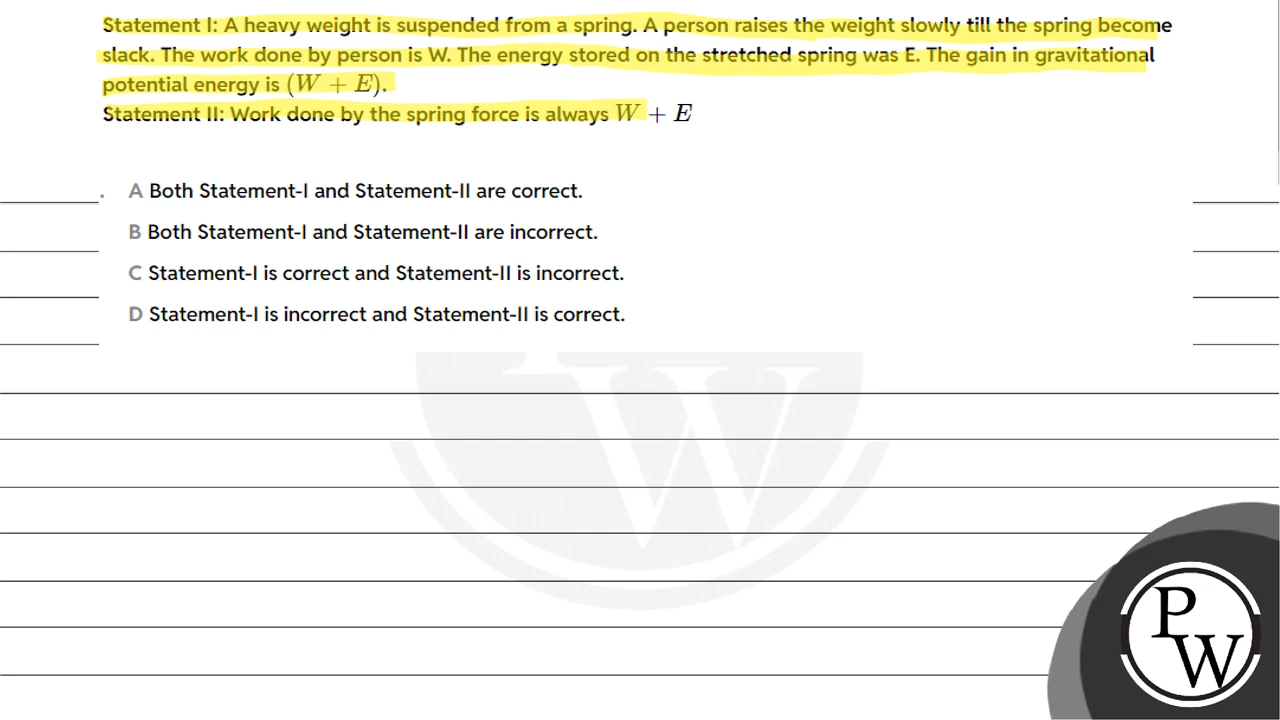 Statement I: A heavy weight is suspended from a spring. A person raises the weight slowly till the spring become
slack. The work done by person is W. The energy stored on the stretched spring was E. The gain in gravitational
potential energy is (W + E).
Statement II: Work done by the spring force is always W + E
. A Both Statement-I and Statement-II are correct.
B Both Statement-I and Statement-II are incorrect.
C Statement-I is correct and Statement-II is incorrect.
D Statement-I is incorrect and Statement-II is correct.
P
W